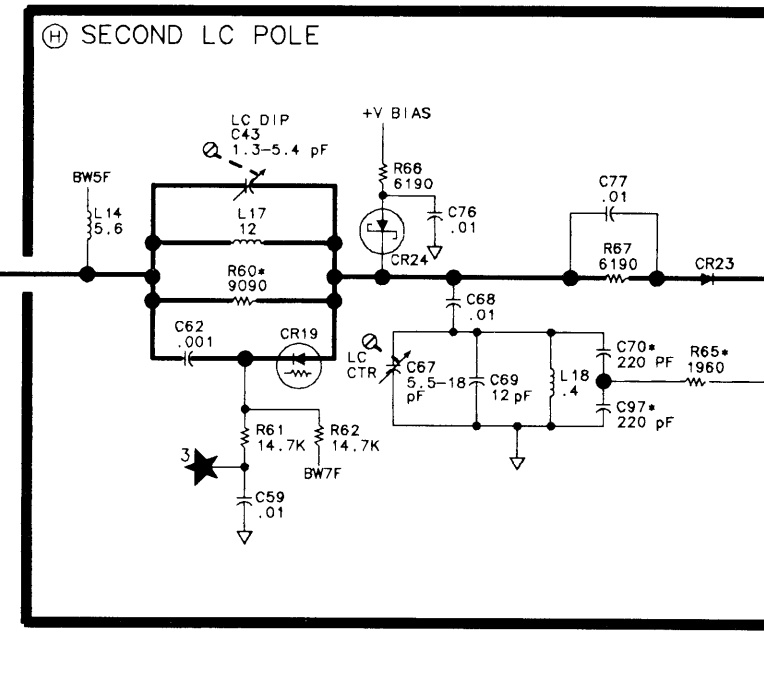 H SECOND LC POLE
LC DIP
C43
1.3-5.4 pF
+V BIAS
BW5F
L14
5.6
L17
12
R60*
9090
C62
.001
CR19
R66
6190
C76
.01
CR24
C77
.01
R67
6190
CR23
C68
.01
LC
CTR
C67
5.5-18
pF
C69
12pF
L18
.4
C70*
220 PF
C97*
220 pF
R65*
1960
R61
14.7K
R62
14.7K
BW7F
3
C59
.01